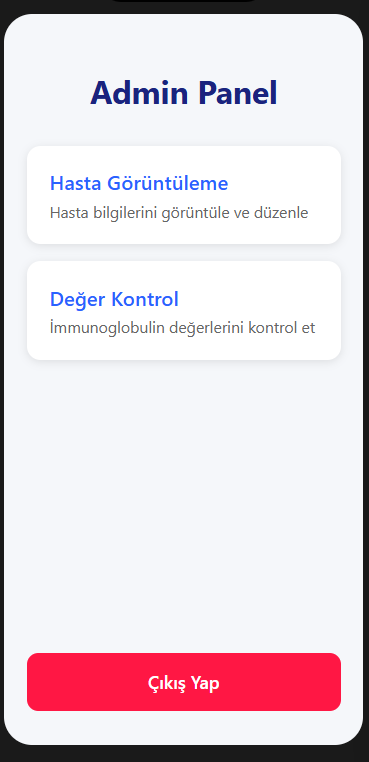 Admin Panel
Hasta Görüntüleme
Hasta bilgilerini görüntüle ve düzenle
Değer Kontrol
İmmunoglobulin değerlerini kontrol et
Çıkış Yap